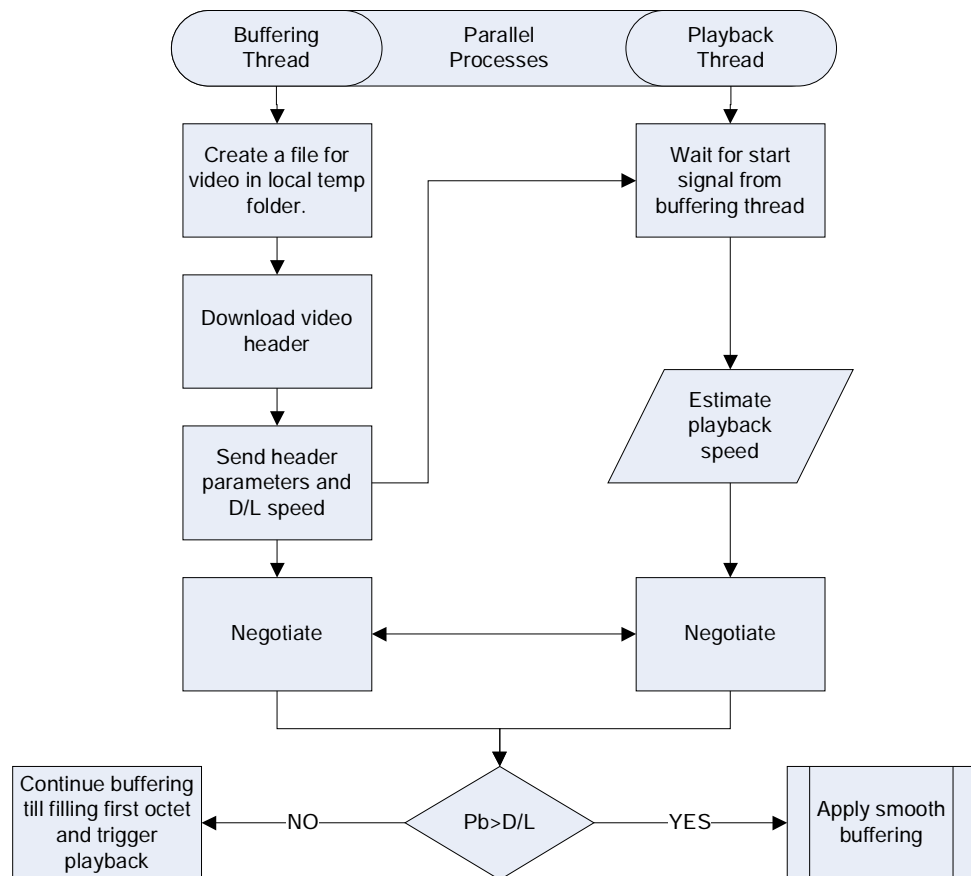 Buffering
Thread
Parallel
Processes
Playback
Thread
Create a file for
video in local temp
folder.
Wait for start
signal from
buffering thread
Download video
header
Estimate
playback
speed
Send header
parameters and
D/L speed
Negotiate
Negotiate
Continue buffering
till filling first octet
and trigger
playback
NO
Pb>D/L
YES
Apply smooth
buffering